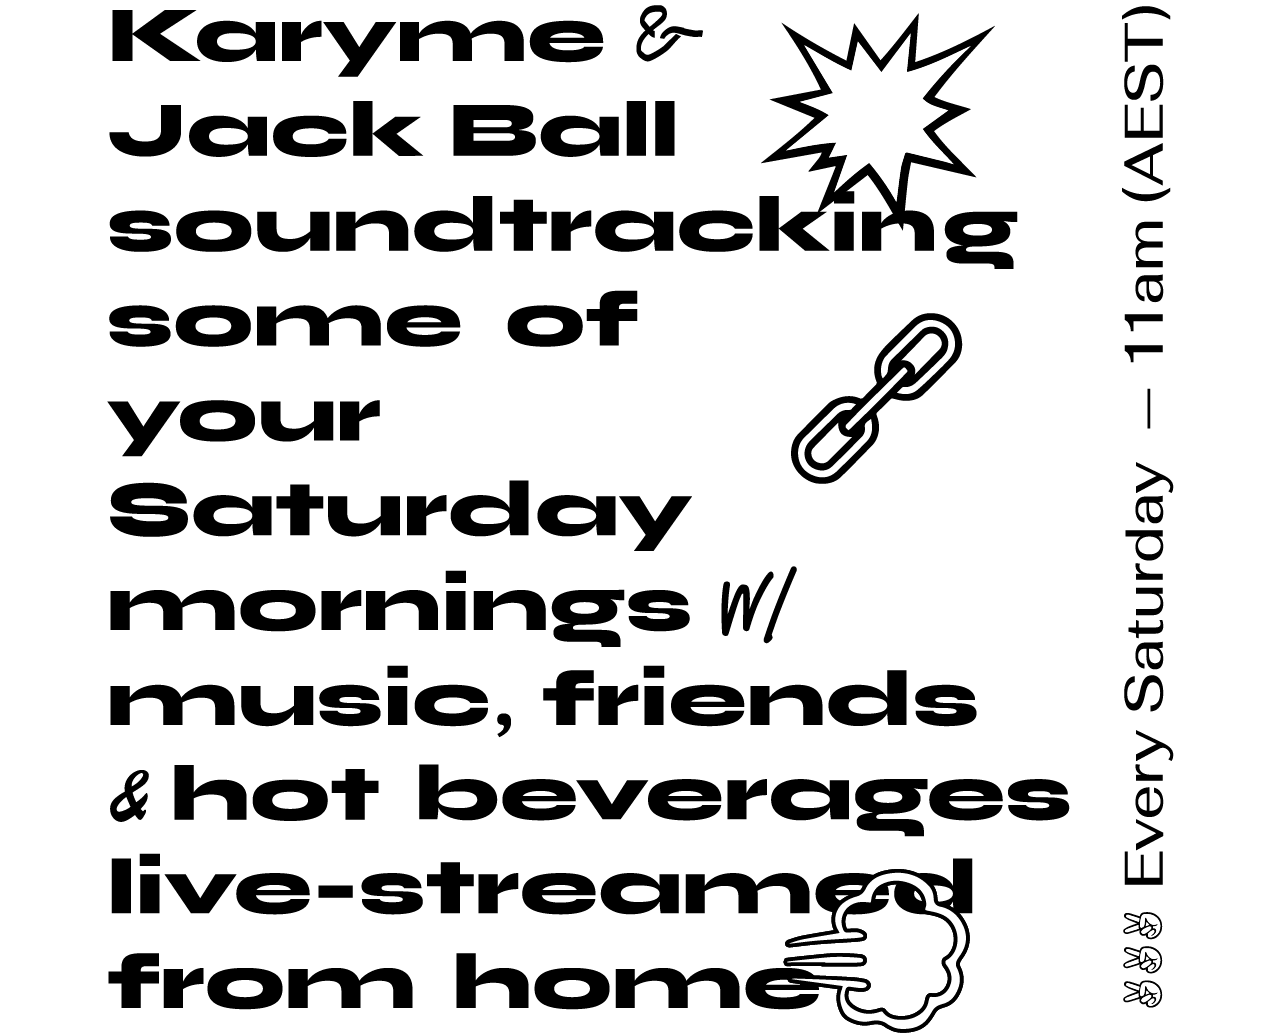 Karyme &
Jack Ball
soundtracking
some of
your
Saturday
mornings w/
music, friends
& hot beverages
live-streamed
from home
Every Saturday — 11am (AEST)